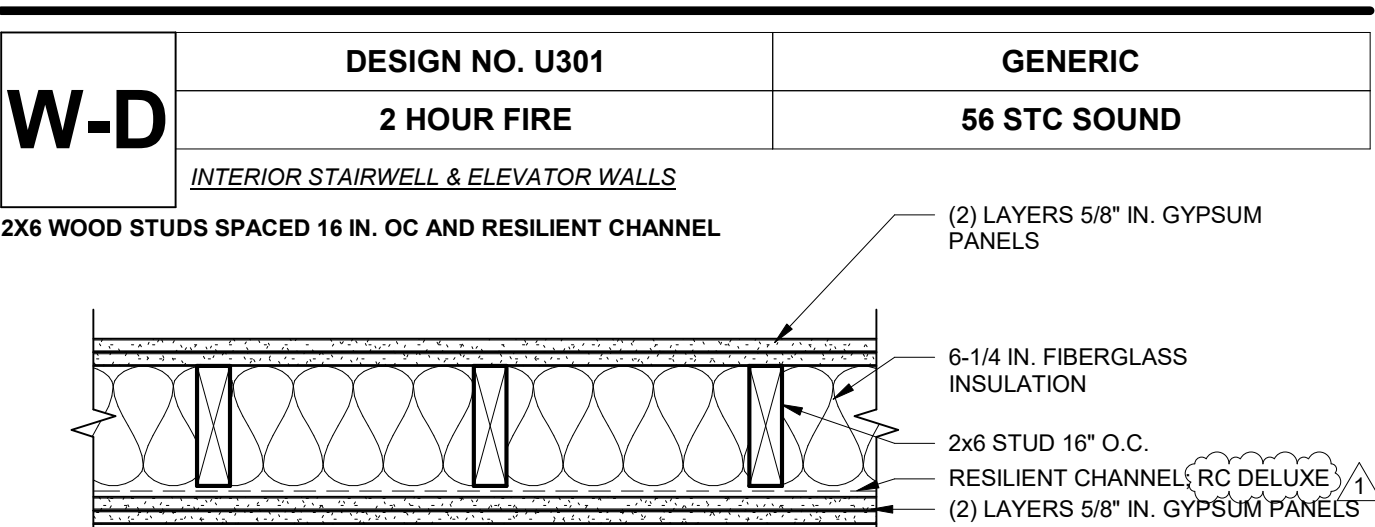 W-D
DESIGN NO. U301
GENERIC
2 HOUR FIRE
56 STC SOUND
INTERIOR STAIRWELL & ELEVATOR WALLS
2X6 WOOD STUDS SPACED 16 IN. OC AND RESILIENT CHANNEL
(2) LAYERS 5/8" IN. GYPSUM
PANELS
6-1/4 IN. FIBERGLASS
INSULATION
2x6 STUD 16" O.C.
RESILIENT CHANNEL; RC DELUXE
1
(2) LAYERS 5/8" IN. GYPSUM PANELS